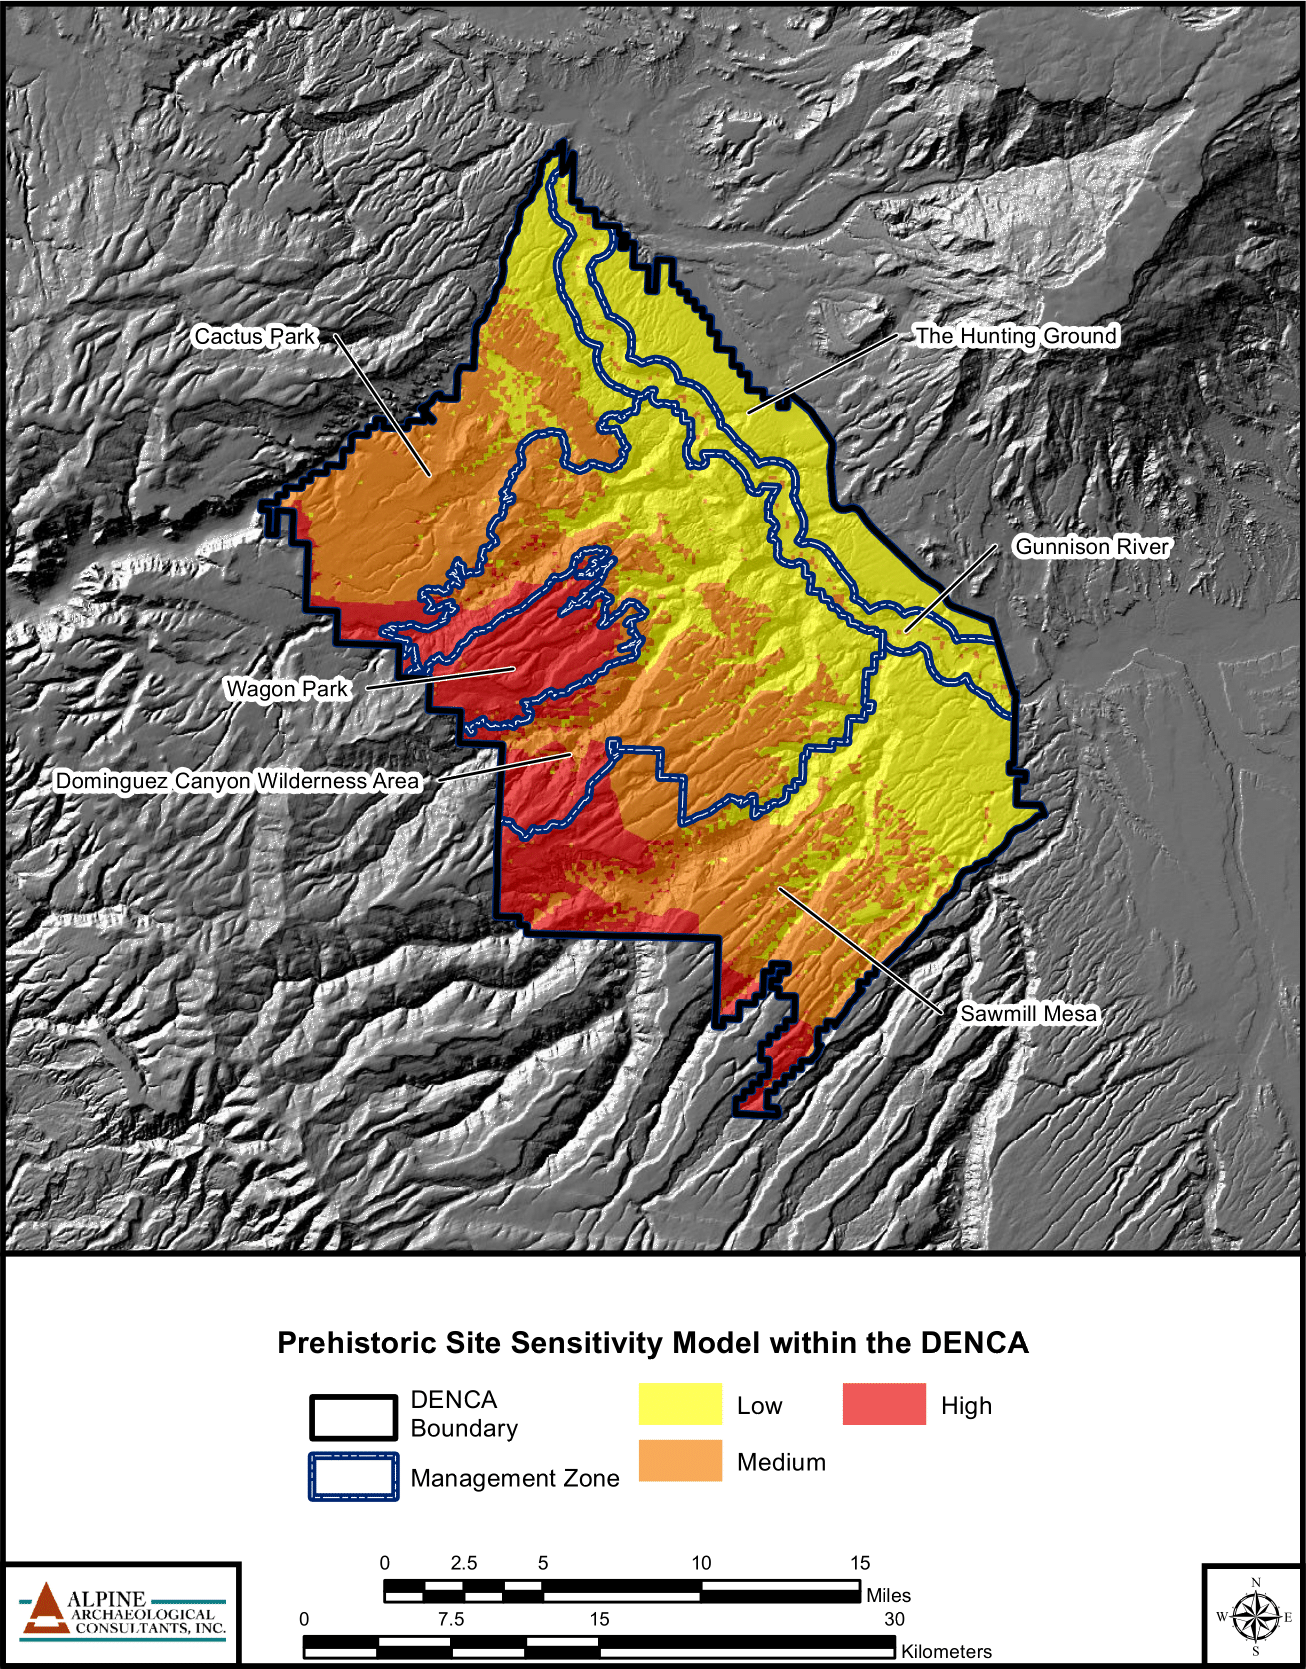 Cactus Park
The Hunting Ground
Gunnison River
Wagon Park
Dominguez Canyon Wilderness Area
Sawmill Mesa
Prehistoric Site Sensitivity Model within the DENCA
DENCA
Boundary
Management Zone
Low
Medium
High
0 2.5 5 10 15
Miles
0 7.5 15 30
Kilometers
ALPINE
ARCHAEOLOGICAL
CONSULTANTS, INC.
N
W E
S